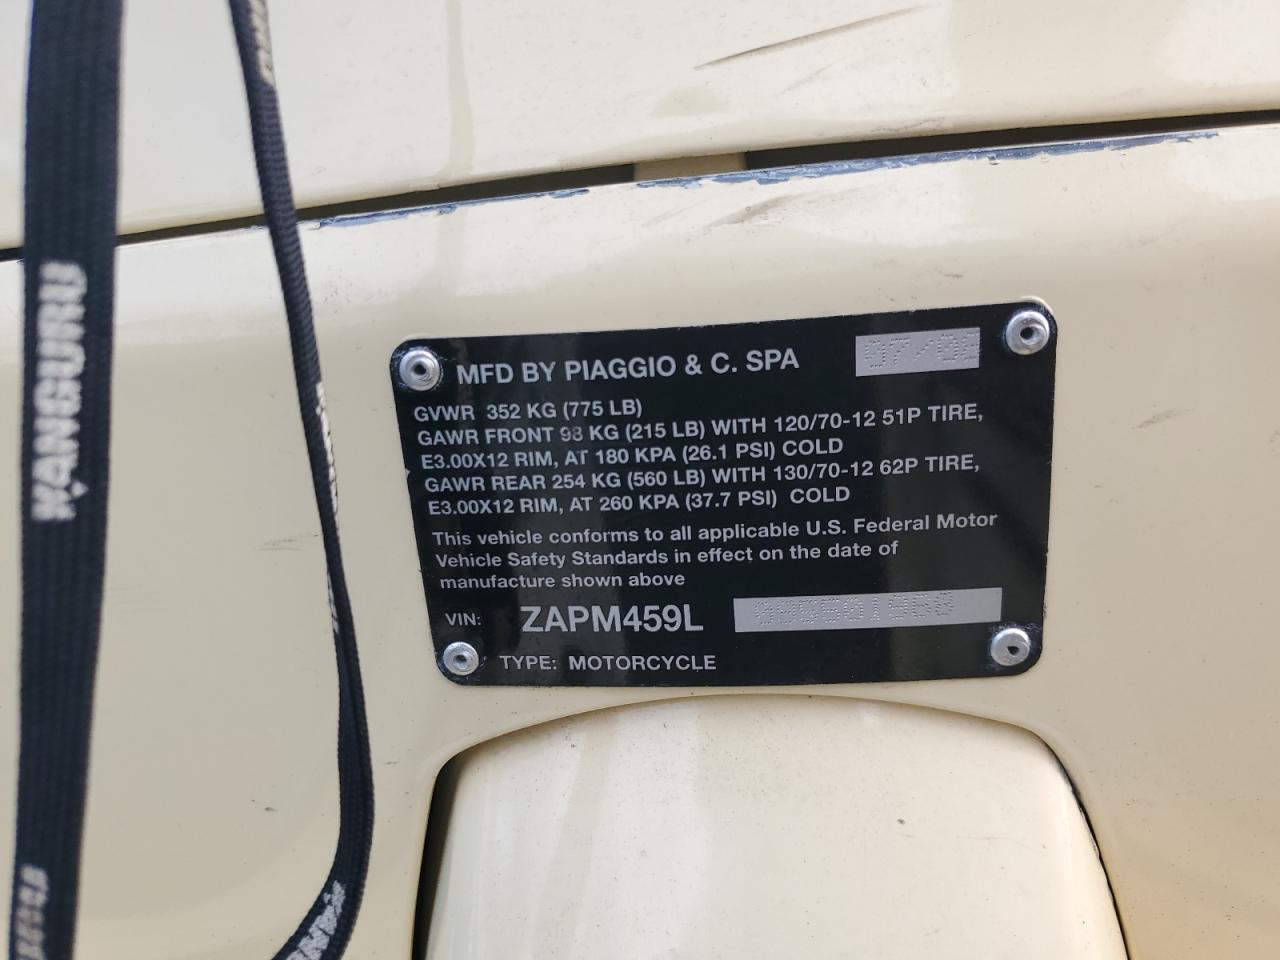 KANGURU
MFD BY PIAGGIO & C. SPA
GVWR 352 KG (775 LB)
GAWR FRONT 98 KG (215 LB) WITH 120/70-12 51P TIRE,
E3.00X12 RIM, AT 180 KPA (26.1 PSI) COLD
GAWR REAR 254 KG (560 LB) WITH 130/70-12 62P TIRE,
E3.00X12 RIM, AT 260 KPA (37.7 PSI) COLD
This vehicle conforms to all applicable U.S. Federal Motor
Vehicle Safety Standards in effect on the date of
manufacture shown above
VIN: ZAPM459L
TYPE: MOTORCYCLE